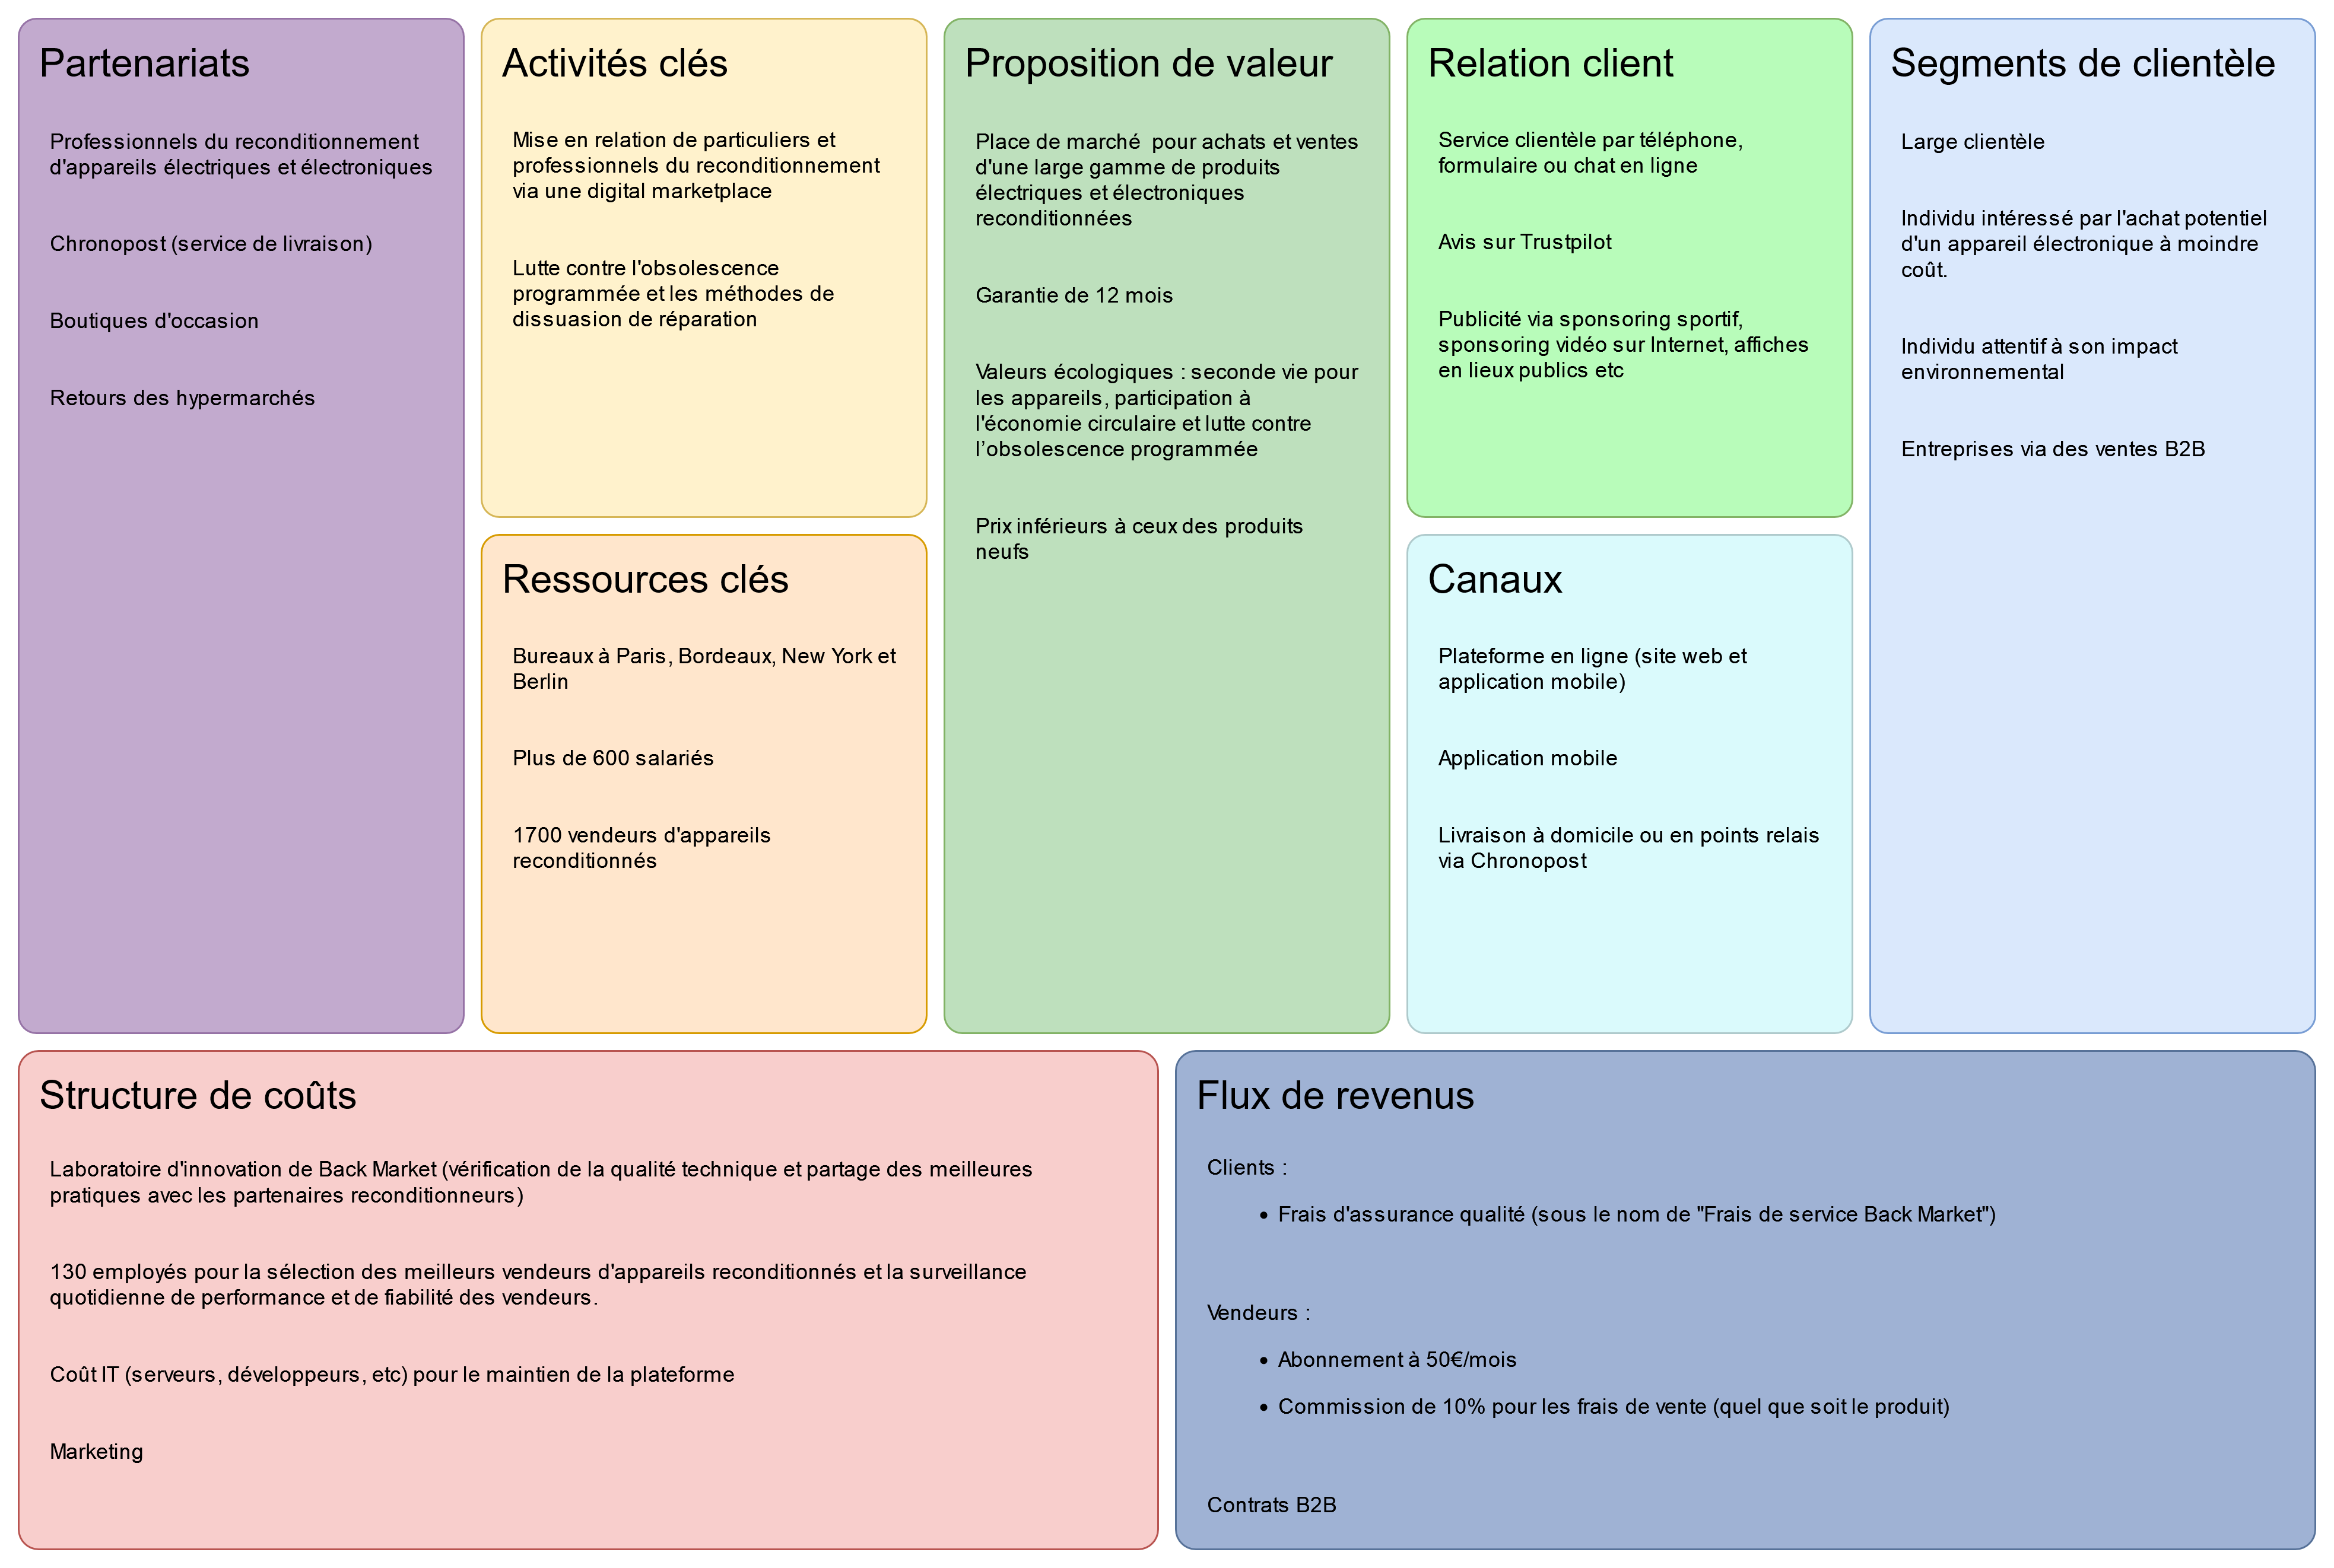 Partenariats
Professionnels du reconditionnement
d'appareils électriques et électroniques
Chronopost (service de livraison)
Boutiques d'occasion
Retours des hypermarchés
Activités clés
Mise en relation de particuliers et
professionnels du reconditionnement
via une digital marketplace
Lutte contre l'obsolescence
programmée et les méthodes de
dissuasion de réparation
Ressources clés
Bureaux à Paris, Bordeaux, New York et
Berlin
Plus de 600 salariés
1700 vendeurs d'appareils
reconditionnés
Proposition de valeur
Place de marché  pour achats et ventes
d'une large gamme de produits
électriques et électroniques
reconditionnées
Garantie de 12 mois
Valeurs écologiques : seconde vie pour
les appareils, participation à
l'économie circulaire et lutte contre
l’obsolescence programmée
Prix inférieurs à ceux des produits
neufs
Relation client
Service clientèle par téléphone,
formulaire ou chat en ligne
Avis sur Trustpilot
Publicité via sponsoring sportif,
sponsoring vidéo sur Internet, affiches
en lieux publics etc
Canaux
Plateforme en ligne (site web et
application mobile)
Application mobile
Livraison à domicile ou en points relais
via Chronopost
Segments de clientèle
Large clientèle
Individu intéressé par l'achat potentiel
d'un appareil électronique à moindre
coût.
Individu attentif à son impact
environnemental
Entreprises via des ventes B2B
Structure de coûts
Laboratoire d'innovation de Back Market (vérification de la qualité technique et partage des meilleures
pratiques avec les partenaires reconditionneurs)
130 employés pour la sélection des meilleurs vendeurs d'appareils reconditionnés et la surveillance
quotidienne de performance et de fiabilité des vendeurs.
Coût IT (serveurs, développeurs, etc) pour le maintien de la plateforme
Marketing
Flux de revenus
Clients :
• Frais d'assurance qualité (sous le nom de "Frais de service Back Market")
Vendeurs :
• Abonnement à 50€/mois
• Commission de 10% pour les frais de vente (quel que soit le produit)
Contrats B2B